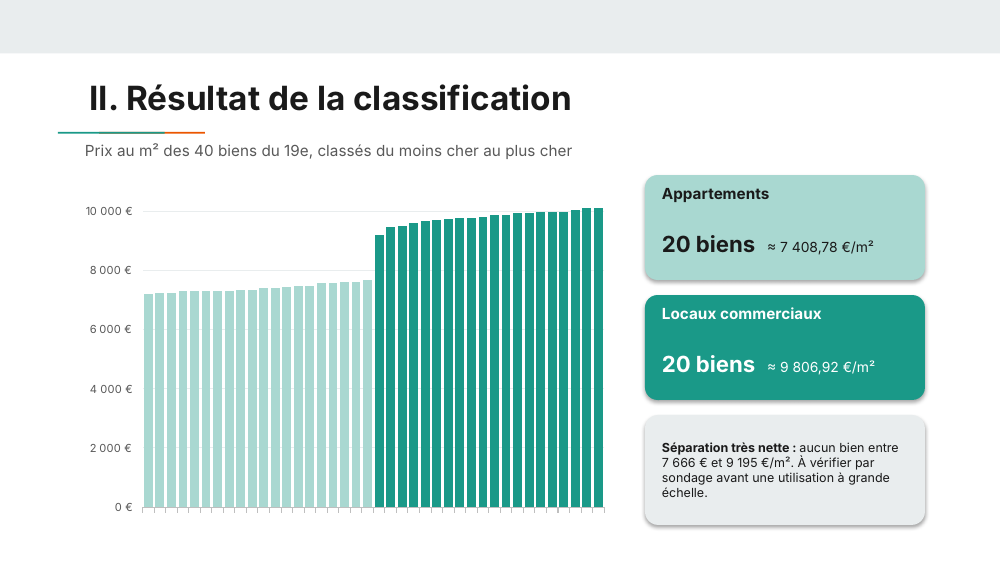 II. Résultat de la classification
Prix au m² des 40 biens du 19e, classés du moins cher au plus cher
10 000 €
8 000 €
6 000 €
4 000 €
2 000 €
0 €
Appartements
20 biens ≈ 7 408,78 €/m²
Locaux commerciaux
20 biens ≈ 9 806,92 €/m²
Séparation très nette : aucun bien entre
7 666 € et 9 195 €/m². À vérifier par
sondage avant une utilisation à grande
échelle.